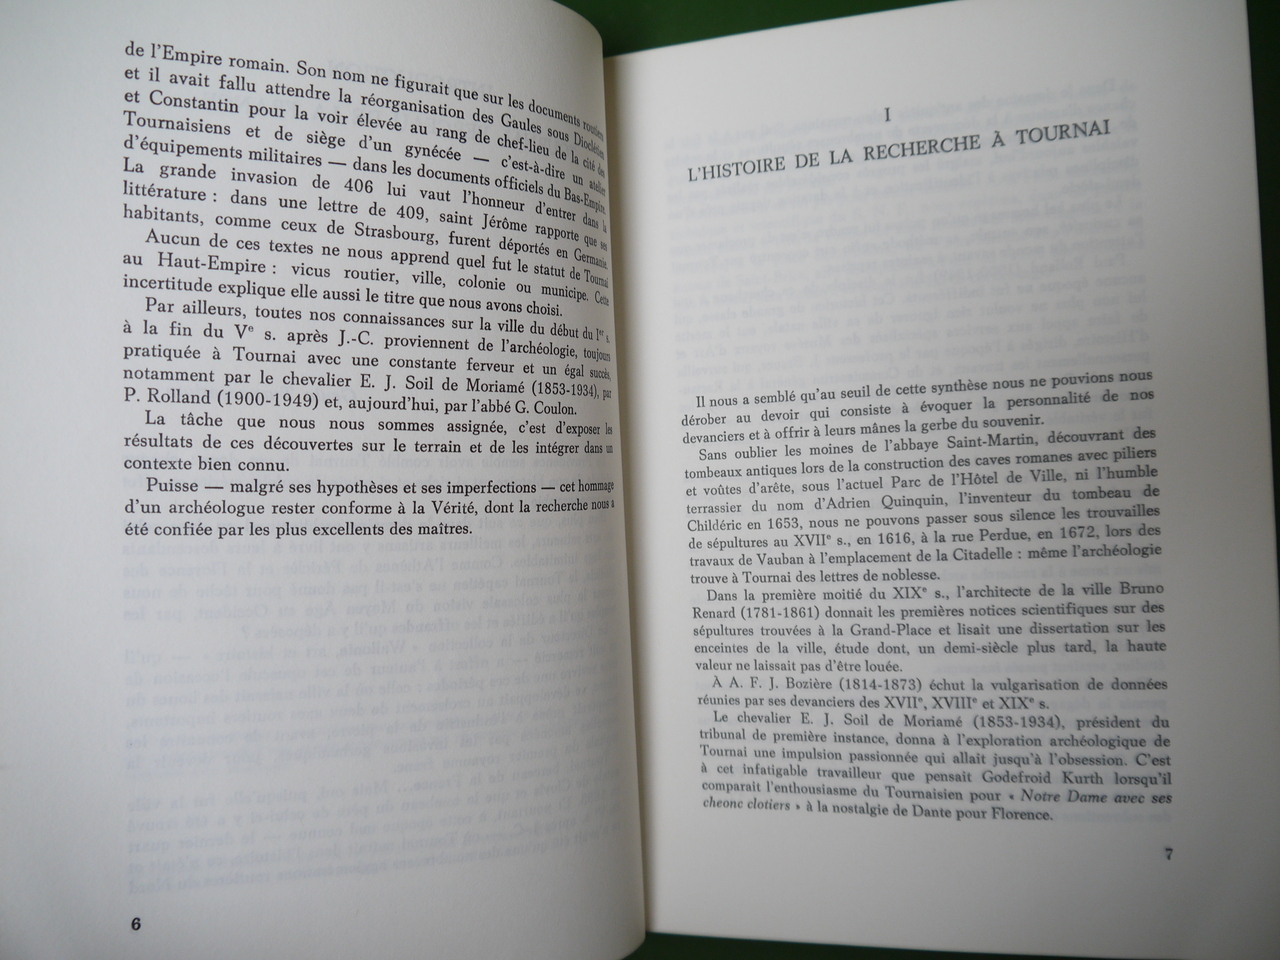 de l'Empire romain. Son nom ne figurait que sur les documents routiers
et il avait fallu attendre la réorganisation des Gaules sous Dioclétien
et Constantin pour la voir élevée au rang de chef-lieu de la cité des
Tournaisiens et de siège d'un gynécée — c'est-à-dire un atelier
d'équipements militaires — dans les documents officiels du Bas-Empire.
La grande invasion de 406 lui vaut l'honneur d'entrer dans la
littérature : dans une lettre de 409, saint Jérôme rapporte que ses
habitants, comme ceux de Strasbourg, furent déportés en Germanie.
Aucun de ces textes ne nous apprend quel fut le statut de Tournai
au Haut-Empire : vicus routier, ville, colonie ou municipe. Cette
incertitude explique elle aussi le titre que nous avons choisi.
Par ailleurs, toutes nos connaissances sur la ville du début du Iᵉʳ s.
à la fin du Vᵉ s. après J.-C. proviennent de l'archéologie, toujours
pratiquée à Tournai avec une constante ferveur et un égal succès,
notamment par le chevalier E. J. Soil de Moriamé (1853-1934), par
P. Rolland (1900-1949) et, aujourd'hui, par l'abbé G. Coulon.
La tâche que nous nous sommes assignée, c'est d'exposer les
résultats de ces découvertes sur le terrain et de les intégrer dans un
contexte bien connu.
Puisse — malgré ses hypothèses et ses imperfections — cet hommage
d'un archéologue rester conforme à la Vérité, dont la recherche nous a
été confiée par les plus excellents des maîtres.
6
I
L'HISTOIRE DE LA RECHERCHE À TOURNAI
Il nous a semblé qu'au seuil de cette synthèse nous ne pouvions nous
dérober au devoir qui consiste à évoquer la personnalité de nos
devanciers et à offrir à leurs mânes la gerbe du souvenir.
Sans oublier les moines de l'abbaye Saint-Martin, découvrant des
tombeaux antiques lors de la construction des caves romanes avec piliers
et voûtes d'arête, sous l'actuel Parc de l'Hôtel de Ville, ni l'humble
terrassier du nom d'Adrien Quinquin, l'inventeur du tombeau de
Childéric en 1653, nous ne pouvons passer sous silence les trouvailles
de sépultures au XVIIᵉ s., en 1616, à la rue Perdue, en 1672, lors des
travaux de Vauban à l'emplacement de la Citadelle : même l'archéologie
trouve à Tournai des lettres de noblesse.
Dans la première moitié du XIXᵉ s., l'architecte de la ville Bruno
Renard (1781-1861) donnait les premières notices scientifiques sur des
sépultures trouvées à la Grand-Place et lisait une dissertation sur les
enceintes de la ville, étude dont, un demi-siècle plus tard, la haute
valeur ne laissait pas d'être louée.
À A. F. J. Bozière (1814-1873) échut la vulgarisation de données
réunies par ses devanciers des XVIIᵉ, XVIIIᵉ et XIXᵉ s.
Le chevalier E. J. Soil de Moriamé (1853-1934), président du
tribunal de première instance, donna à l'exploration archéologique de
Tournai une impulsion passionnée qui allait jusqu'à l'obsession. C'est
à cet infatigable travailleur que pensait Godefroid Kurth lorsqu'il
comparait l'enthousiasme du Tournaisien pour « Notre Dame avec ses
cheonc clotiers » à la nostalgie de Dante pour Florence.
7